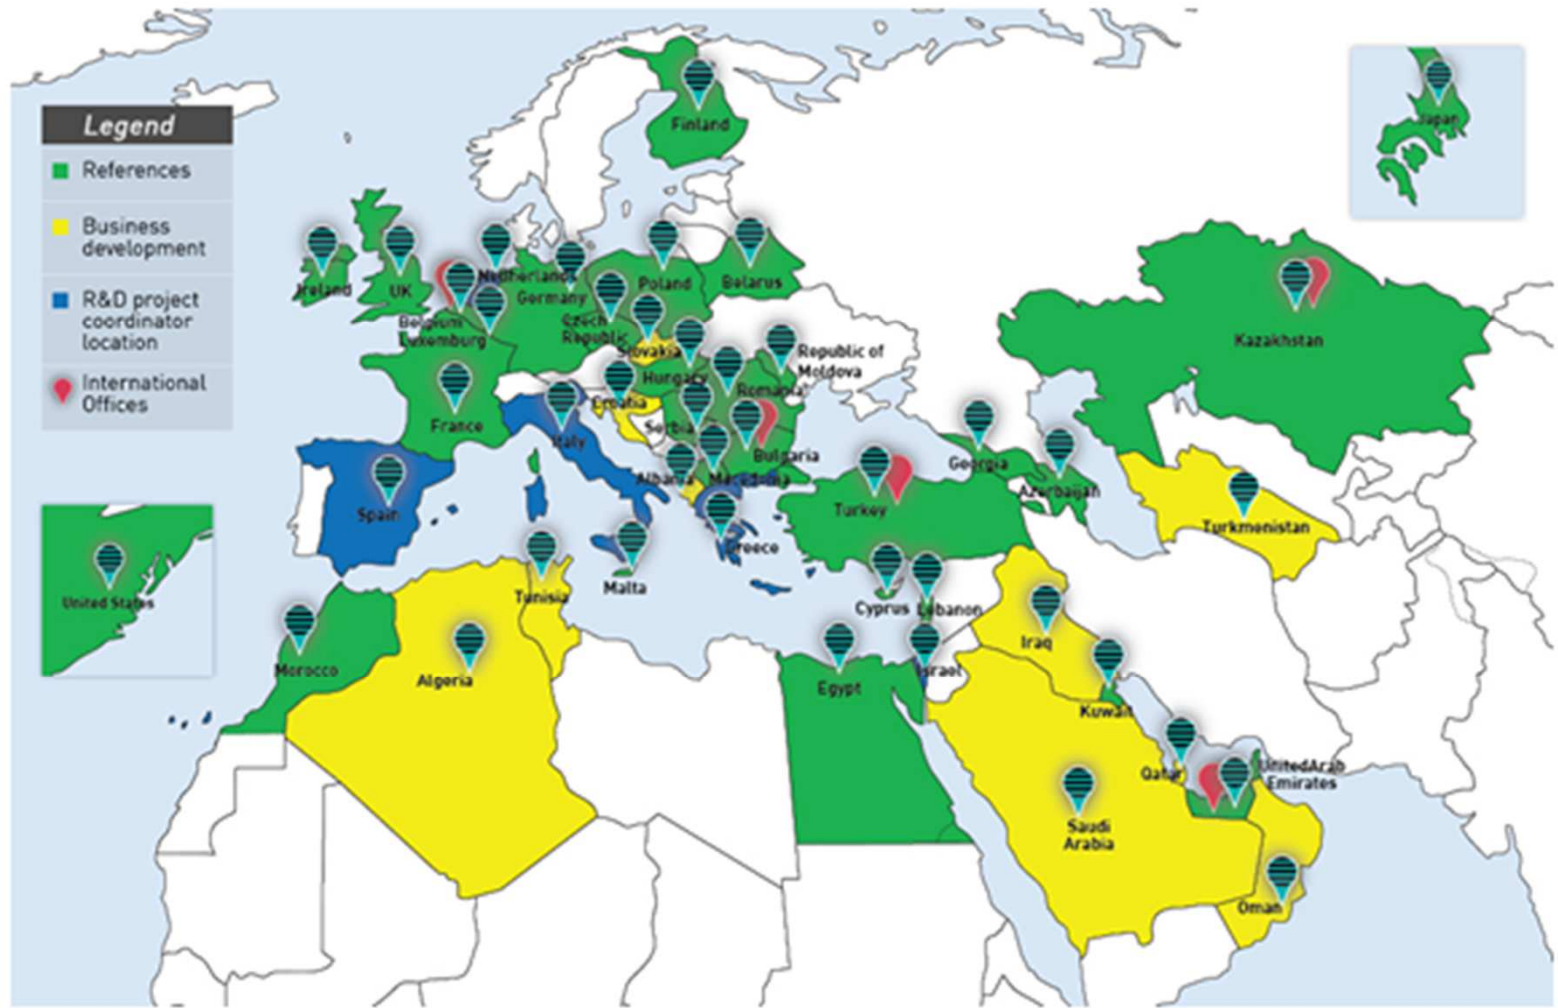 Legend
References
Business
development
R&D project
coordinator
location
International
Offices
Finland
Japan
Ireland
UK
Netherlands
Poland
Belarus
Germany
Belgium
Luxemburg
Czech
Republic
Slovakia
Hungary
Republic of
Moldova
Romania
Kazakhstan
France
Croatia
Italy
Serbia
Bulgaria
Georgia
Albania
Macedonia
Azerbaijan
Spain
Turkey
Turkmenistan
Greece
United States
Tunisia
Malta
Cyprus
Lebanon
Morocco
Algeria
Egypt
Israel
Iraq
Kuwait
Qatar
UnitedArab
Emirates
Saudi
Arabia
Oman